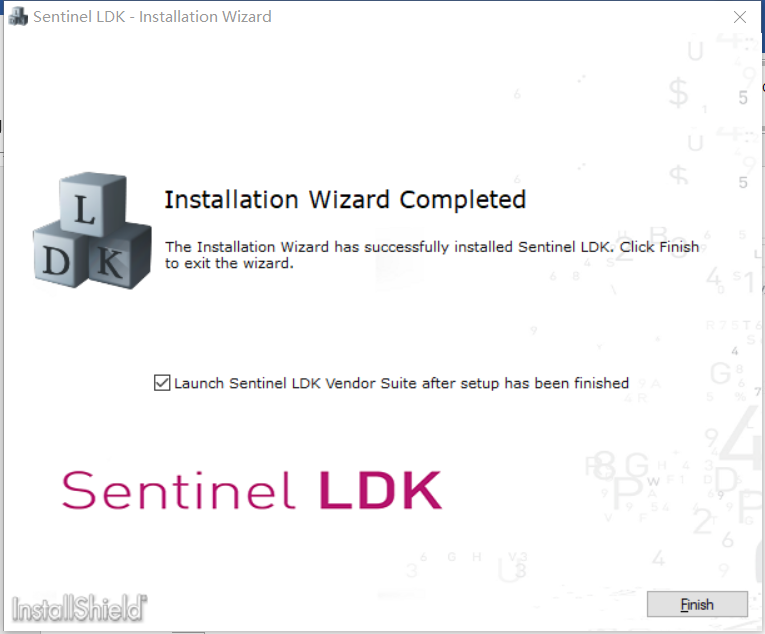 Sentinel LDK - Installation Wizard
L
D K
Installation Wizard Completed
The Installation Wizard has successfully installed Sentinel LDK. Click Finish
to exit the wizard.
Launch Sentinel LDK Vendor Suite after setup has been finished
Sentinel LDK
InstallShield
Finish